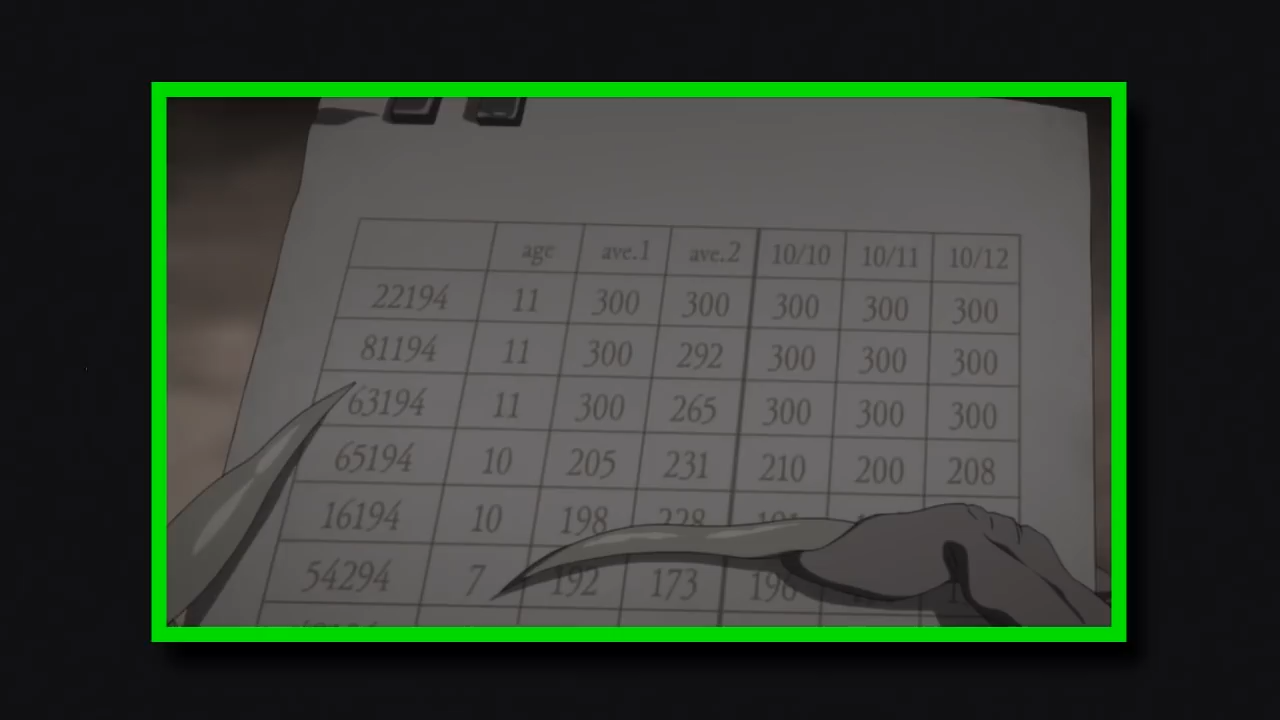 age ave.1 ave.2 10/10 10/11 10/12
22194 11 300 300 300 300 300
81194 11 300 292 300 300 300
63194 11 300 265 300 300 300
65194 10 205 231 210 200 208
16194 10 198 228
54294 7 192 173